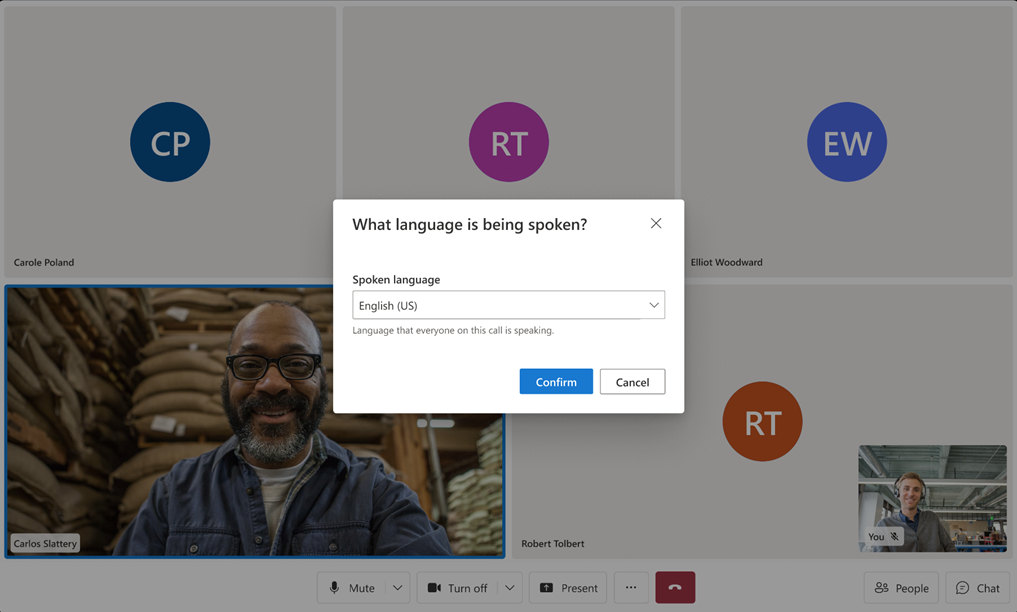 CP
RT
EW
Carole Poland
Elliot Woodward
What language is being spoken?
Spoken language
English (US)
Language that everyone on this call is speaking.
Confirm
Cancel
RT
Carlos Slattery
Robert Tolbert
You
Mute
Turn off
Present
People
Chat